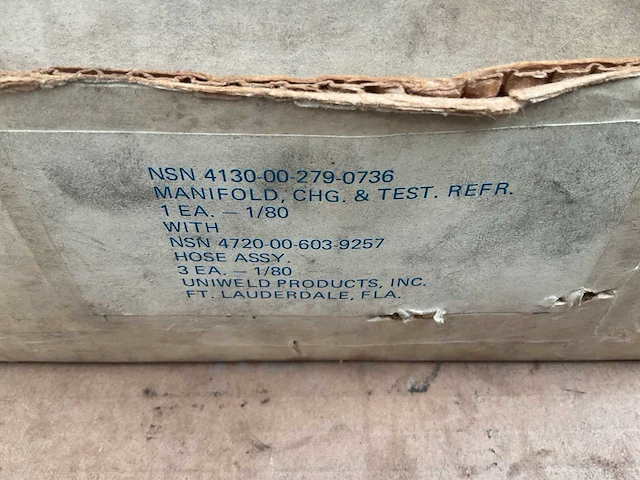 NSN 4130-00-279-0736
MANIFOLD, CHG. & TEST. REFR.
1 EA. – 1/80
WITH
NSN 4720-00-603-9257
HOSE ASSY.
3 EA. – 1/80
UNIWELD PRODUCTS, INC.
FT. LAUDERDALE, FLA.